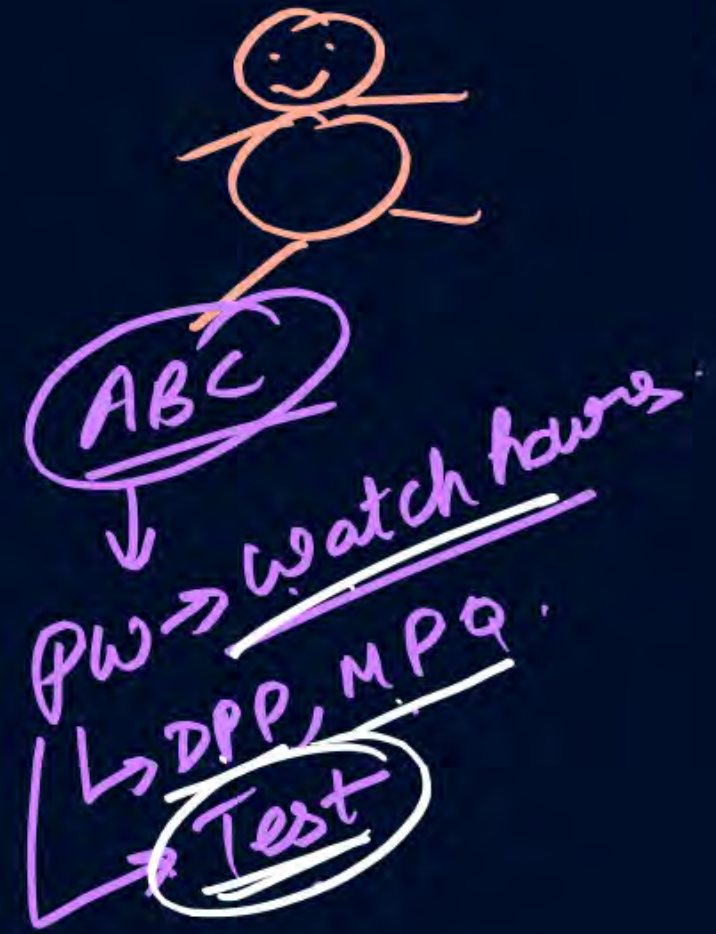 ABC
PW → Watch hours
↳ DPP, MPQ.
→ Test